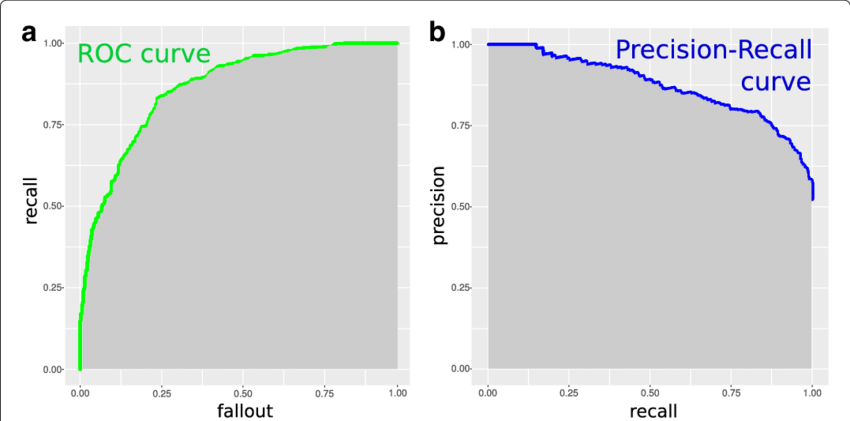 a
ROC curve
1.00
0.75
0.50
0.25
0.00
recall
0.00 0.25 0.50 0.75 1.00
fallout
b
Precision-Recall
curve
1.00
0.75
0.50
0.25
0.00
precision
0.00 0.25 0.50 0.75 1.00
recall